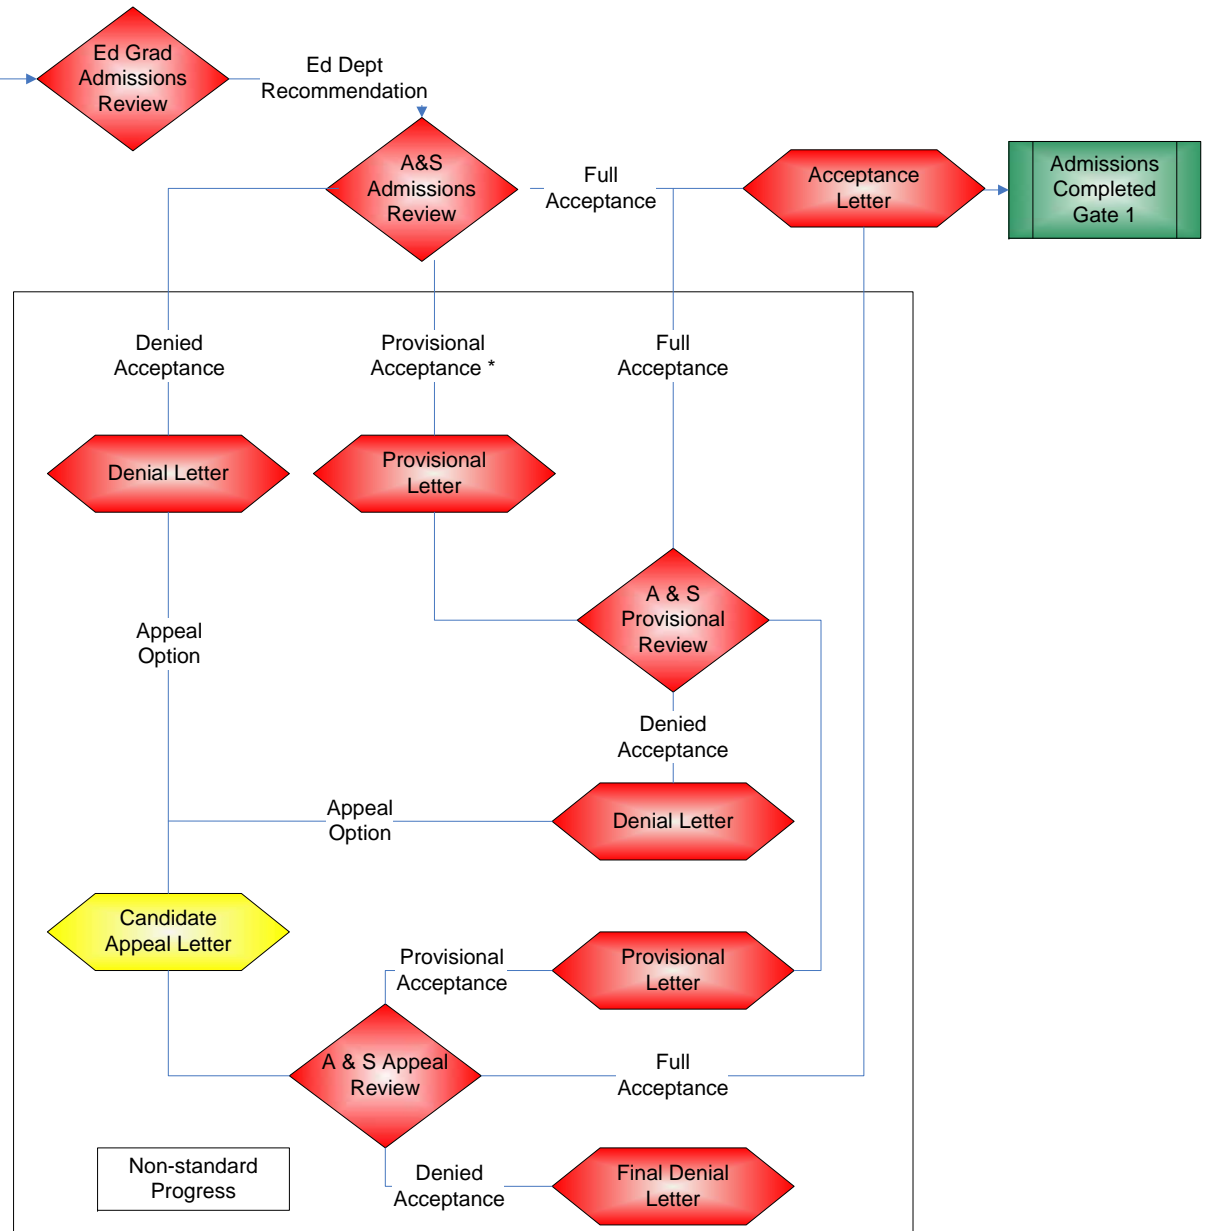 Ed Grad
Admissions
Review
Ed Dept
Recommendation
A&S
Admissions
Review
Full
Acceptance
Acceptance
Letter
Admissions
Completed
Gate 1
Denied
Acceptance
Provisional
Acceptance *
Full
Acceptance
Denial Letter
Provisional
Letter
A & S
Provisional
Review
Appeal
Option
Denied
Acceptance
Appeal
Option
Denial Letter
Candidate
Appeal Letter
Provisional
Acceptance
Provisional
Letter
A & S Appeal
Review
Full
Acceptance
Non-standard
Progress
Denied
Acceptance
Final Denial
Letter